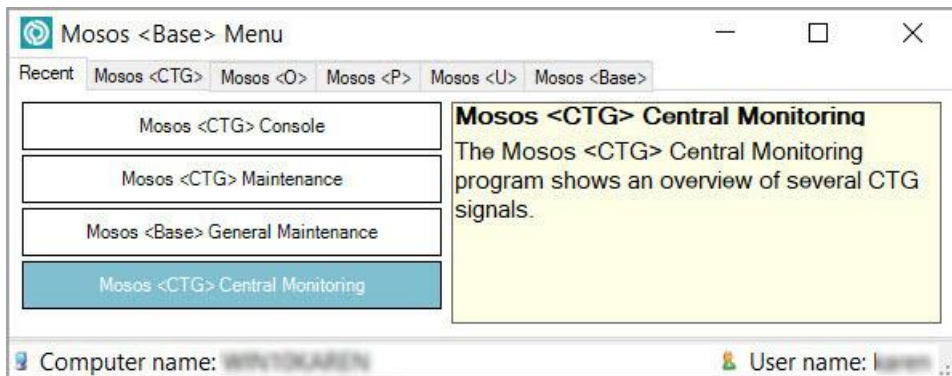 Mosos <Base> Menu
Recent Mosos <CTG> Mosos <O> Mosos <P> Mosos <U> Mosos <Base>
Mosos <CTG> Console
Mosos <CTG> Maintenance
Mosos <Base> General Maintenance
Mosos <CTG> Central Monitoring
Mosos <CTG> Central Monitoring
The Mosos <CTG> Central Monitoring
program shows an overview of several CTG
signals.
Computer name: User name: